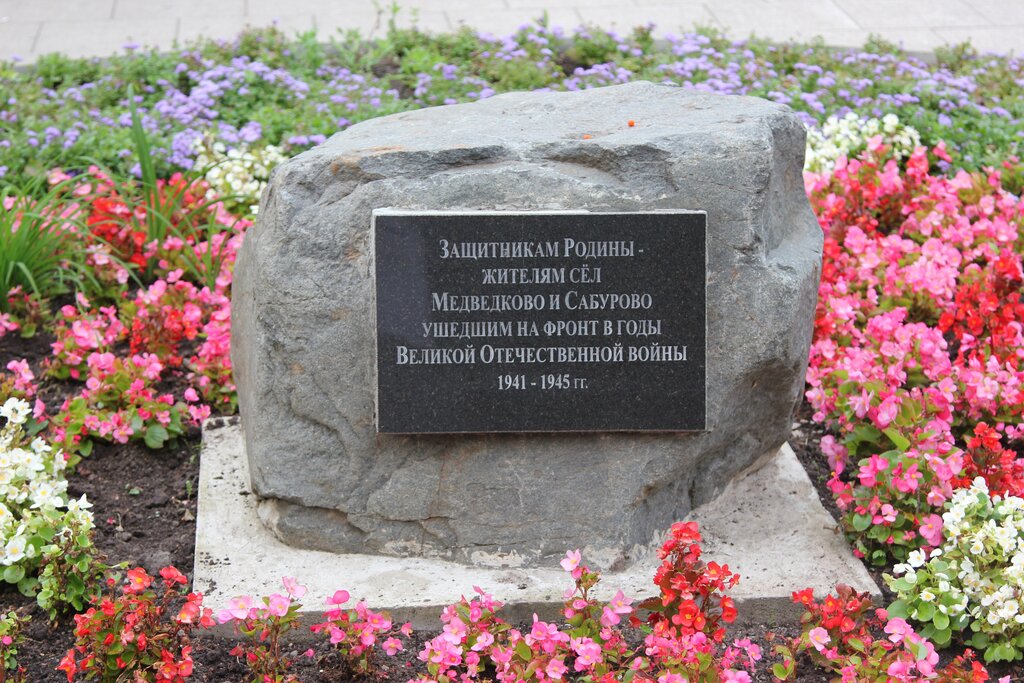 Защитникам Родины -
жителям сёл
Медведково и Сабурово
ушедшим на фронт в годы
Великой Отечественной войны
1941 - 1945 гг.